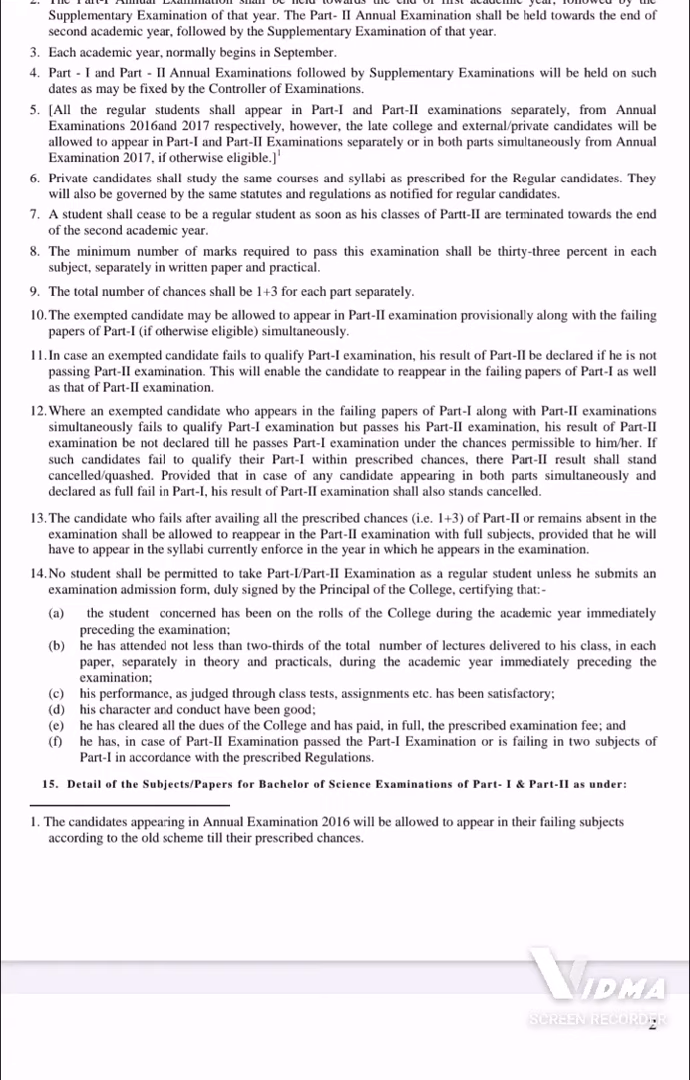 2. The Part-I Annual Examination shall be held towards the end of first academic year, followed by the
Supplementary Examination of that year. The Part- II Annual Examination shall be held towards the end of
second academic year, followed by the Supplementary Examination of that year.
3. Each academic year, normally begins in September.
4. Part - I and Part - II Annual Examinations followed by Supplementary Examinations will be held on such
dates as may be fixed by the Controller of Examinations.
5. [All the regular students shall appear in Part-I and Part-II examinations separately, from Annual
Examinations 2016and 2017 respectively, however, the late college and external/private candidates will be
allowed to appear in Part-I and Part-II Examinations separately or in both parts simultaneously from Annual
Examination 2017, if otherwise eligible.]1
6. Private candidates shall study the same courses and syllabi as prescribed for the Regular candidates. They
will also be governed by the same statutes and regulations as notified for regular candidates.
7. A student shall cease to be a regular student as soon as his classes of Partt-II are terminated towards the end
of the second academic year.
8. The minimum number of marks required to pass this examination shall be thirty-three percent in each
subject, separately in written paper and practical.
9. The total number of chances shall be 1+3 for each part separately.
10. The exempted candidate may be allowed to appear in Part-II examination provisionally along with the failing
papers of Part-I (if otherwise eligible) simultaneously.
11. In case an exempted candidate fails to qualify Part-I examination, his result of Part-II be declared if he is not
passing Part-II examination. This will enable the candidate to reappear in the failing papers of Part-I as well
as that of Part-II examination.
12. Where an exempted candidate who appears in the failing papers of Part-I along with Part-II examinations
simultaneously fails to qualify Part-I examination but passes his Part-II examination, his result of Part-II
examination be not declared till he passes Part-I examination under the chances permissible to him/her. If
such candidates fail to qualify their Part-I within prescribed chances, there Part-II result shall stand
cancelled/quashed. Provided that in case of any candidate appearing in both parts simultaneously and
declared as full fail in Part-I, his result of Part-II examination shall also stands cancelled.
13. The candidate who fails after availing all the prescribed chances (i.e. 1+3) of Part-II or remains absent in the
examination shall be allowed to reappear in the Part-II examination with full subjects, provided that he will
have to appear in the syllabi currently enforce in the year in which he appears in the examination.
14. No student shall be permitted to take Part-I/Part-II Examination as a regular student unless he submits an
examination admission form, duly signed by the Principal of the College, certifying that:-
(a) the student concerned has been on the rolls of the College during the academic year immediately
preceding the examination;
(b) he has attended not less than two-thirds of the total number of lectures delivered to his class, in each
paper, separately in theory and practicals, during the academic year immediately preceding the
examination;
(c) his performance, as judged through class tests, assignments etc. has been satisfactory;
(d) his character and conduct have been good;
(e) he has cleared all the dues of the College and has paid, in full, the prescribed examination fee; and
(f) he has, in case of Part-II Examination passed the Part-I Examination or is failing in two subjects of
Part-I in accordance with the prescribed Regulations.
15. Detail of the Subjects/Papers for Bachelor of Science Examinations of Part- I & Part-II as under:
1. The candidates appearing in Annual Examination 2016 will be allowed to appear in their failing subjects
according to the old scheme till their prescribed chances.
VIDMA
SCREEN RECORDER
2